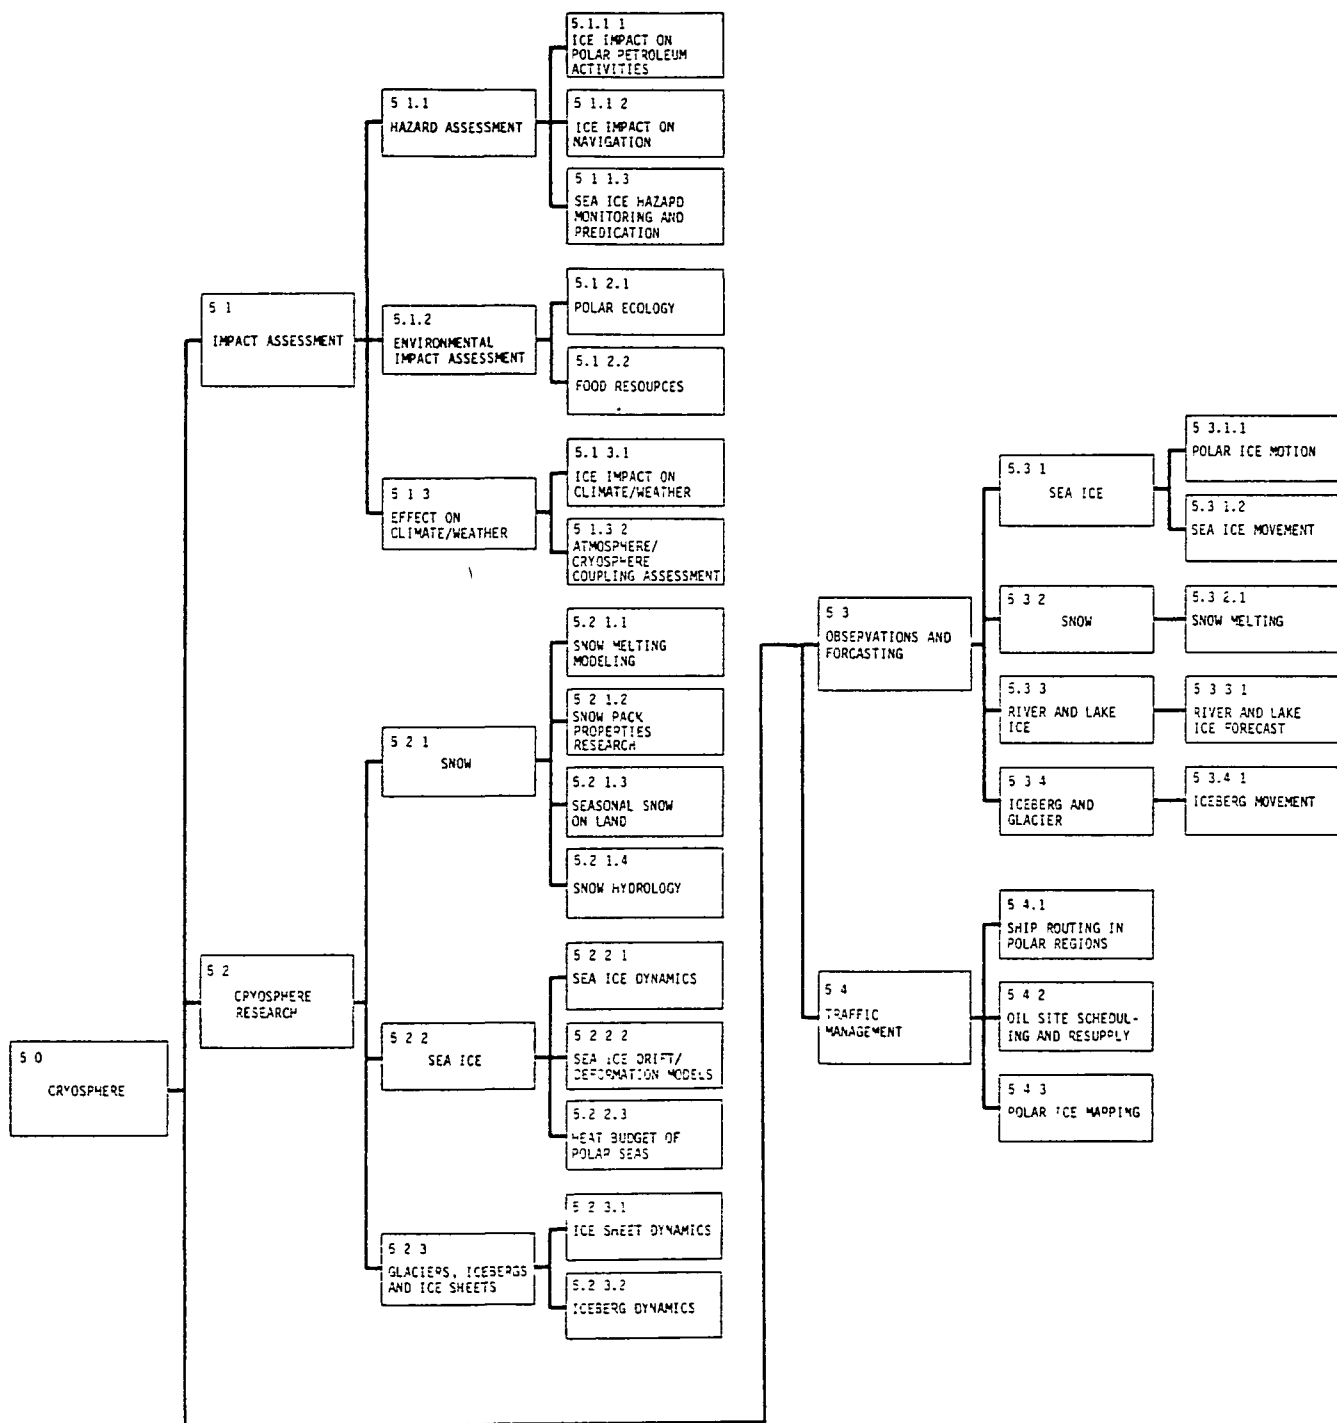 5.1.1 1
ICE IMPACT ON
POLAR PETROLEUM
ACTIVITIES
5 1.1
HAZARD ASSESSMENT
5 1.1 2
ICE IMPACT ON
NAVIGATION
5 1 1.3
SEA ICE HAZAPD
MONITORING AND
PREDICATION
5 1
IMPACT ASSESSMENT
5.1.2
ENVIRONMENTAL
IMPACT ASSESSMENT
5.1 2.1
POLAR ECOLOGY
5.1 2.2
FOOD RESOUPCES
5 1 3
EFFECT ON
CLIMATE/WEATHER
5.1 3.1
ICE IMPACT ON
CLIMATE/WEATHER
5 1.3 2
ATMOSPHERE/
CRYOSPHERE
COUPLING ASSESSMENT
5.2 1.1
SNOW MELTING
MODELING
5 2 1
SNOW
5 2 1.2
SNOW PACK
PROPERTIES
RESEARCH
5.2 1.3
SEASONAL SNOW
ON LAND
5.2 1.4
SNOW HYDROLOGY
5 2
CPYOSPHERE
RESEARCH
5 2 2
SEA ICE
5 2 2 1
SEA ICE DYNAMICS
5 2 2 2
SEA ICE DRIFT/
DEFORMATION MODELS
5.2 2.3
HEAT BUDGET OF
POLAR SEAS
5 0
CRYOSPHERE
5 2 3
GLACIERS, ICEBERGS
AND ICE SHEETS
5 2 3.1
ICE SHEET DYNAMICS
5.2 3.2
ICEBERG DYNAMICS
5 3
OBSERVATIONS AND
FORCASTING
5.3 1
SEA ICE
5 3.1.1
POLAR ICE MOTION
5.3 1.2
SEA ICE MOVEMENT
5 3 2
SNOW
5.3 2.1
SNOW MELTING
5.3 3
RIVER AND LAKE
ICE
5 3 3 1
RIVER AND LAKE
ICE FORECAST
5 3 4
ICEBERG AND
GLACIER
5 3.4 1
ICEBERG MOVEMENT
5 4
TRAFFIC
MANAGEMENT
5 4.1
SHIP ROUTING IN
POLAR REGIONS
5 4 2
OIL SITE SCHEDUL-
ING AND RESUPPLY
5 4 3
POLAR ICE MAPPING